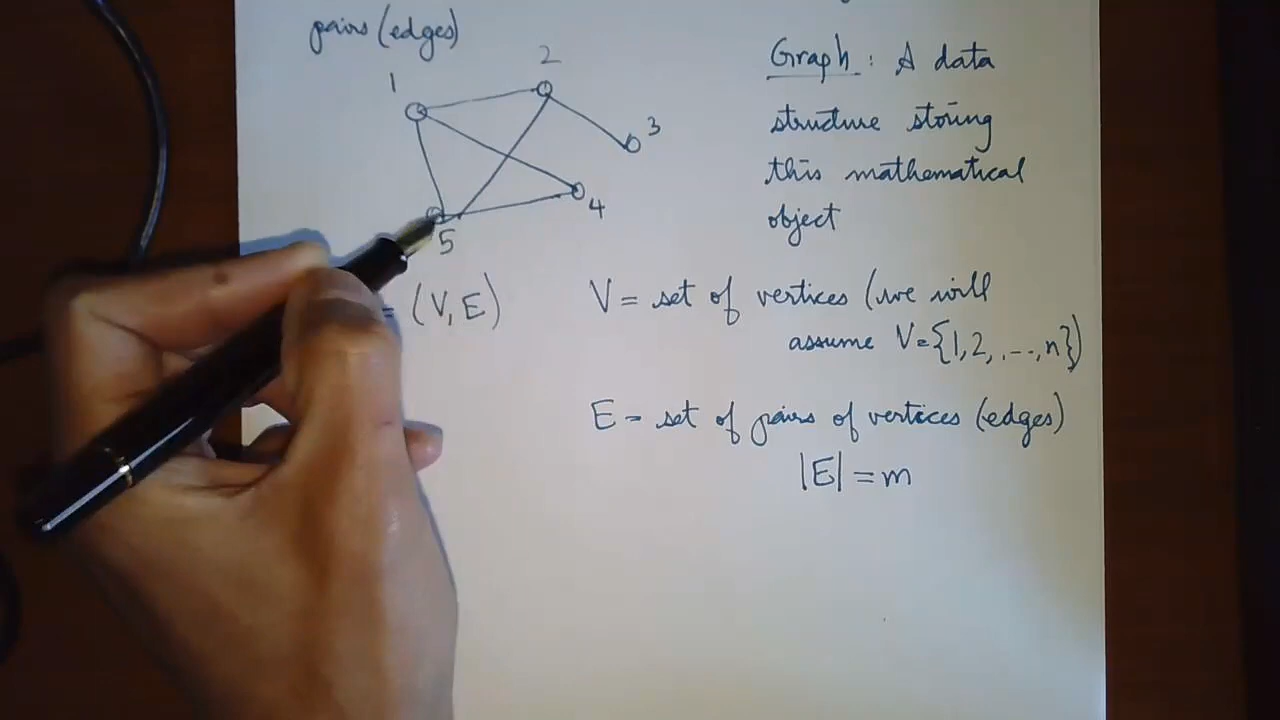 pairs (edges)
1
2
3
4
5
= (V, E)
Graph : A data
structure storing
this mathematical
object
V = set of vertices (we will
assume V={1,2,...,n})
E = set of pairs of vertices (edges)
|E| = m